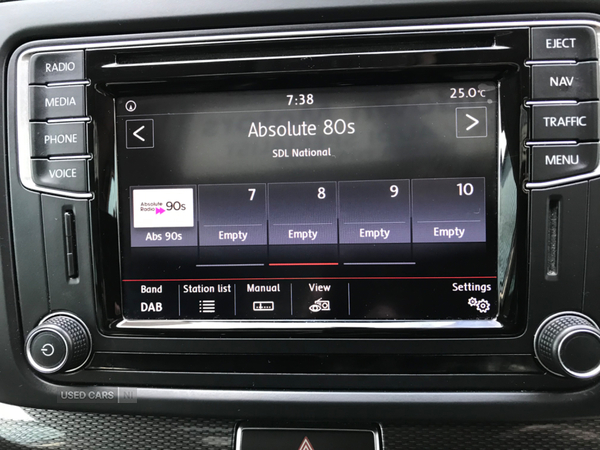 RADIO
MEDIA
PHONE
VOICE
EJECT
NAV
TRAFFIC
MENU
7:38
25.0°C
<
Absolute 80s
>
SDL National
Absolute Radio 90s
Abs 90s
7
Empty
8
Empty
9
Empty
10
Empty
Band
DAB
Station list
Manual
View
Settings
USED CARS NI